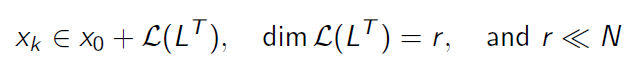 x_k ∈ x_0 + ℒ(L^T),   dim ℒ(L^T) = r,   and r ≪ N